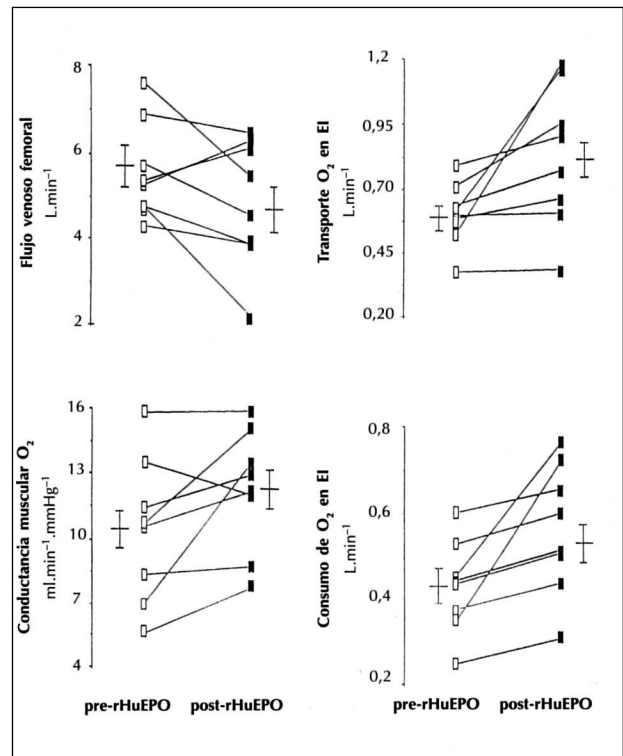 Flujo venoso femoral
L.min⁻¹
8
6
4
2
Transporte O₂ en EI
L.min⁻¹
1,2
0,95
0,70
0,45
0,20
Conductancia muscular O₂
ml.min⁻¹.mmHg⁻¹
16
13
10
7
4
pre-rHuEPO post-rHuEPO
Consumo de O₂ en EI
L.min⁻¹
0,8
0,6
0,4
0,2
pre-rHuEPO post-rHuEPO